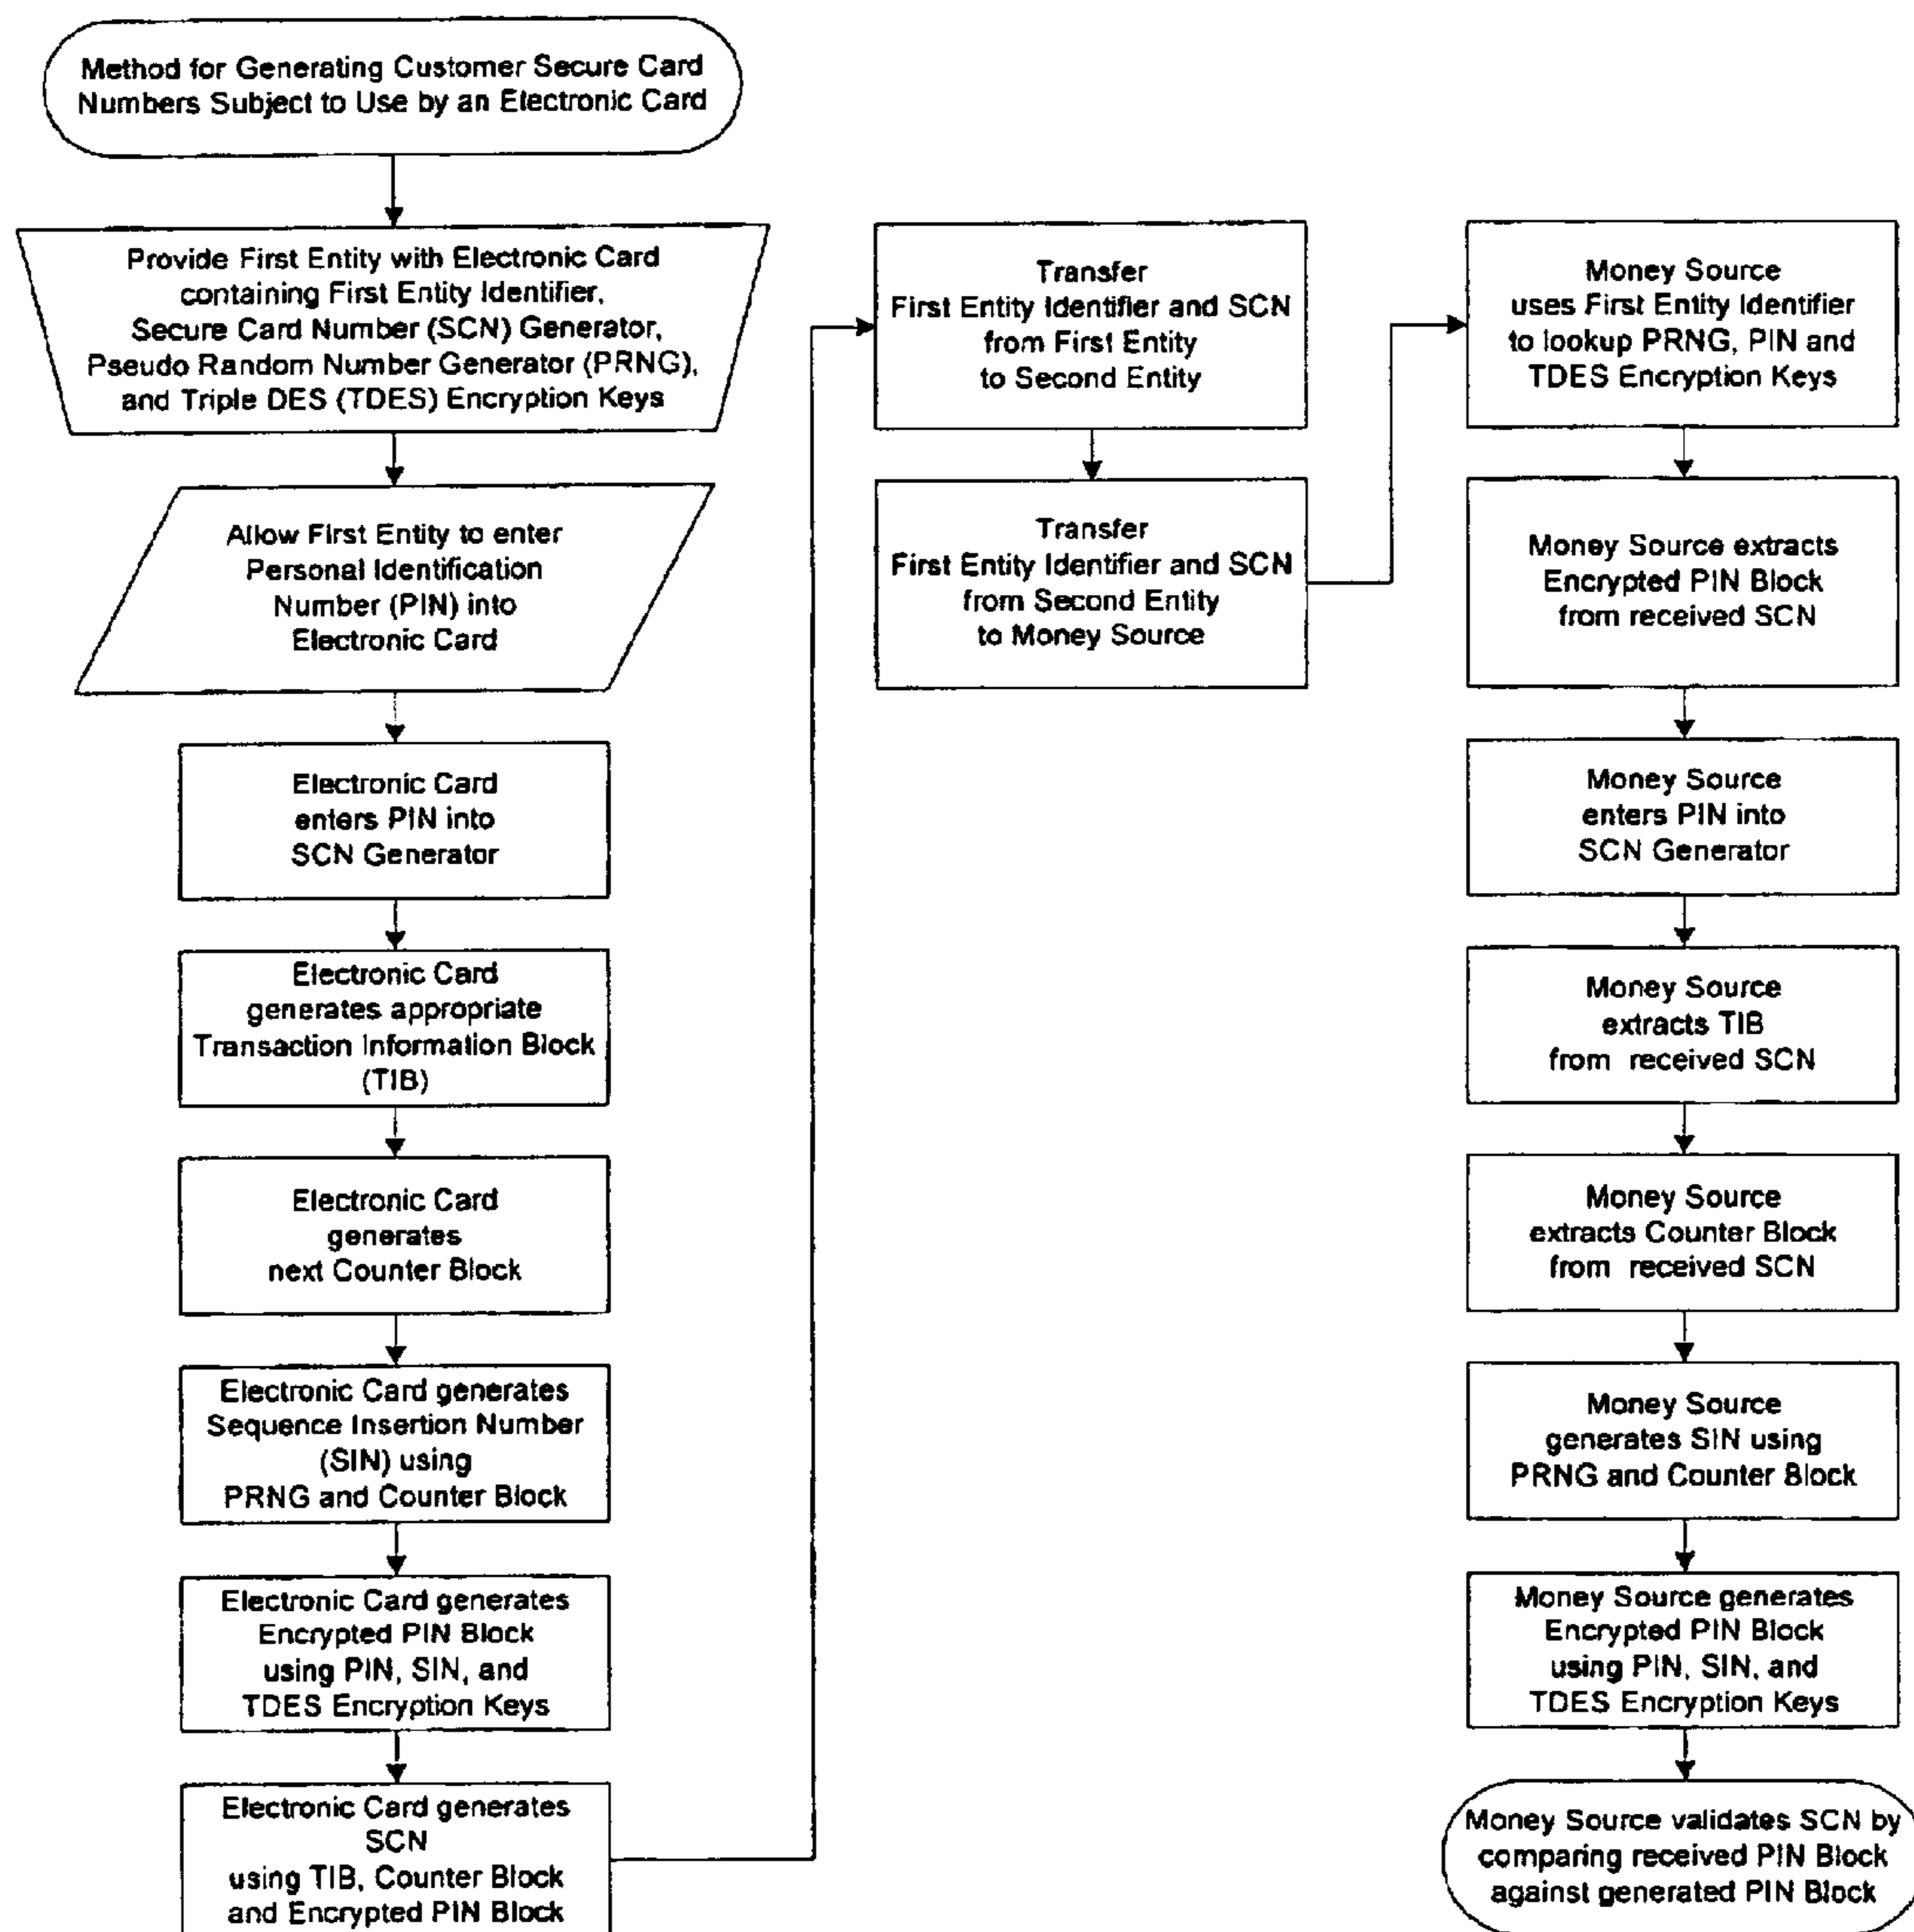 Method for Generating Customer Secure Card
Numbers Subject to Use by an Electronic Card
Provide First Entity with Electronic Card
containing First Entity Identifier,
Secure Card Number (SCN) Generator,
Pseudo Random Number Generator (PRNG),
and Triple DES (TDES) Encryption Keys
Allow First Entity to enter
Personal Identification
Number (PIN) into
Electronic Card
Electronic Card
enters PIN into
SCN Generator
Electronic Card
generates appropriate
Transaction Information Block
(TIB)
Electronic Card
generates
next Counter Block
Electronic Card generates
Sequence Insertion Number
(SIN) using
PRNG and Counter Block
Electronic Card generates
Encrypted PIN Block
using PIN, SIN, and
TDES Encryption Keys
Electronic Card generates
SCN
using TIB, Counter Block
and Encrypted PIN Block
Transfer
First Entity Identifier and SCN
from First Entity
to Second Entity
Transfer
First Entity Identifier and SCN
from Second Entity
to Money Source
Money Source
uses First Entity Identifier
to lookup PRNG, PIN and
TDES Encryption Keys
Money Source extracts
Encrypted PIN Block
from received SCN
Money Source
enters PIN into
SCN Generator
Money Source
extracts TIB
from received SCN
Money Source
extracts Counter Block
from received SCN
Money Source
generates SIN using
PRNG and Counter Block
Money Source generates
Encrypted PIN Block
using PIN, SIN, and
TDES Encryption Keys
Money Source validates SCN by
comparing received PIN Block
against generated PIN Block